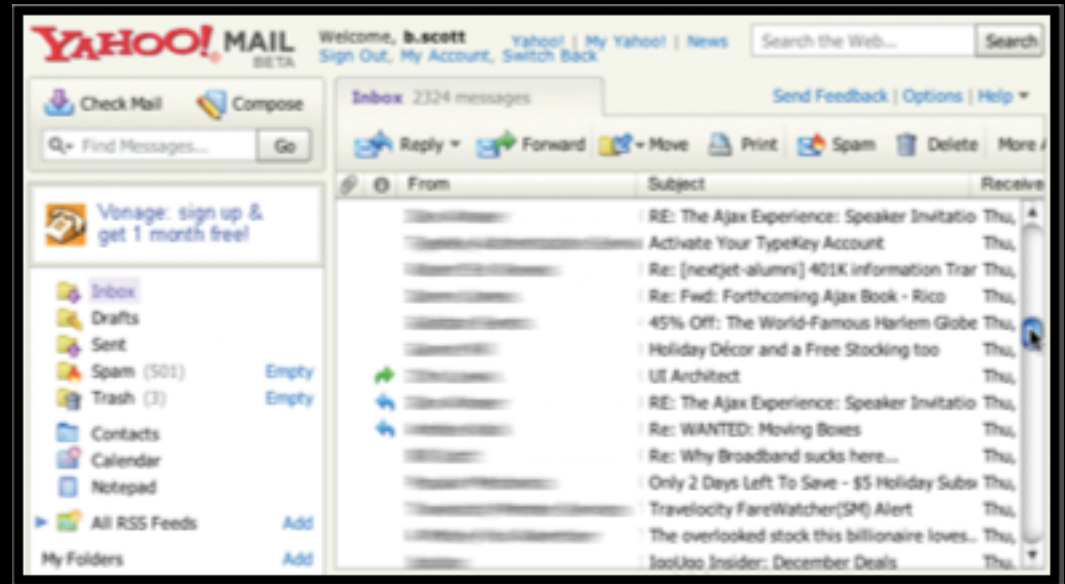 YAHOO! MAIL
BETA
Welcome, b.scott Yahoo! | My Yahoo! | News
Sign Out, My Account, Switch Back
Search the Web... Search
Check Mail Compose
Find Messages... Go
Vonage: sign up &
get 1 month free!
Inbox
Drafts
Sent
Spam (501) Empty
Trash (3) Empty
Contacts
Calendar
Notepad
All RSS Feeds Add
My Folders Add
Inbox 2324 messages Send Feedback | Options | Help
Reply Forward Move Print Spam Delete More A
From Subject Receive
RE: The Ajax Experience: Speaker Invitatio Thu,
Activate Your TypeKey Account Thu,
Re: [nextjet-alumni] 401K information Tran Thu,
Re: Fwd: Forthcoming Ajax Book - Rico Thu,
45% Off: The World-Famous Harlem Globe Thu,
Holiday Décor and a Free Stocking too Thu,
UI Architect Thu,
RE: The Ajax Experience: Speaker Invitatio Thu,
Re: WANTED: Moving Boxes Thu,
Re: Why Broadband sucks here... Thu,
Only 2 Days Left To Save - $5 Holiday Subs Thu,
Travelocity FareWatcher(SM) Alert Thu,
The overlooked stock this billionaire loves... Thu,
Insider: December Deals Thu,